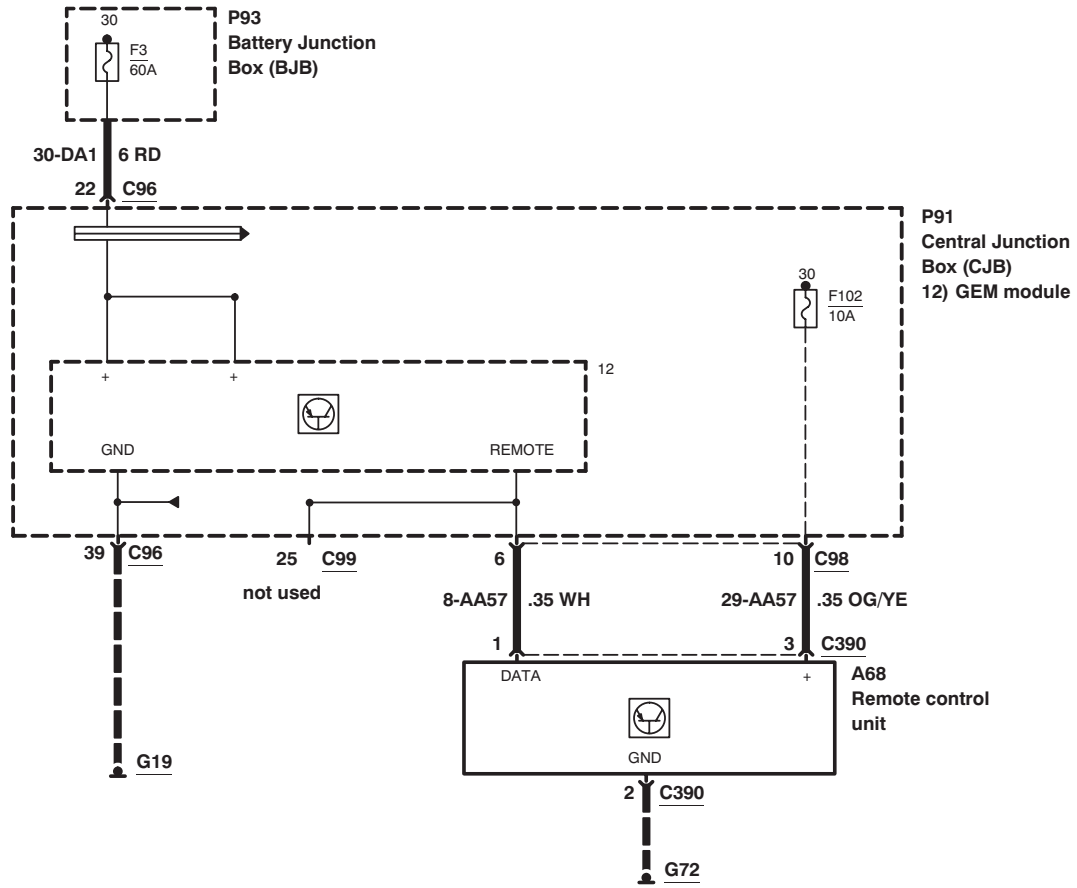 30
F3
60A
P93
Battery Junction
Box (BJB)
30-DA1 6 RD
22 C96
P91
Central Junction
Box (CJB)
12) GEM module
30
F102
10A
12
+ +
GND REMOTE
39 C96
25 C99
not used
6
10 C98
8-AA57 .35 WH
29-AA57 .35 OG/YE
1
3 C390
DATA +
A68
Remote control
unit
GND
2 C390
G19
G72